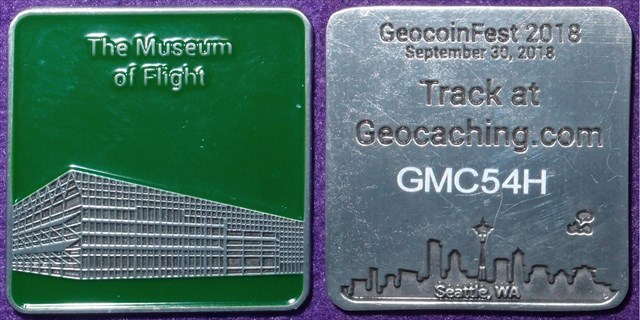 The Museum
of Flight
GeocoinFest 2018
September 30, 2018
Track at
Geocaching.com
GMC54H
Seattle, WA